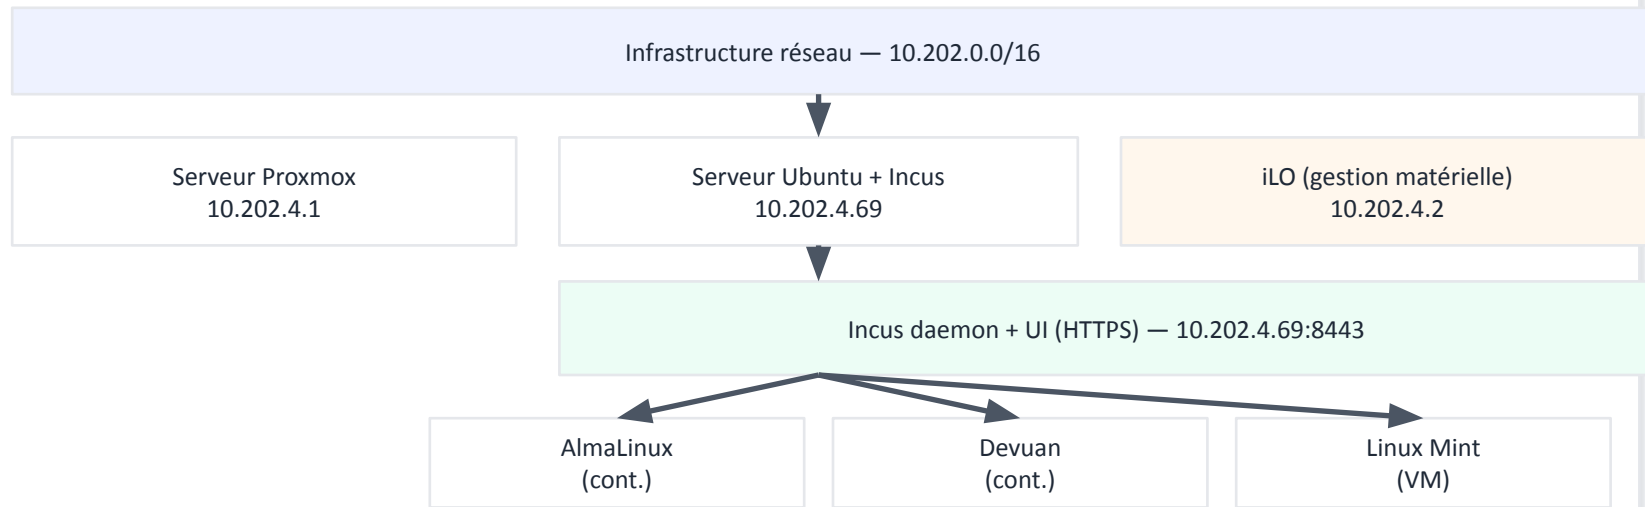 Infrastructure réseau — 10.202.0.0/16
Serveur Proxmox
10.202.4.1
Serveur Ubuntu + Incus
10.202.4.69
iLO (gestion matérielle)
10.202.4.2
Incus daemon + UI (HTTPS) — 10.202.4.69:8443
AlmaLinux
(cont.)
Devuan
(cont.)
Linux Mint
(VM)